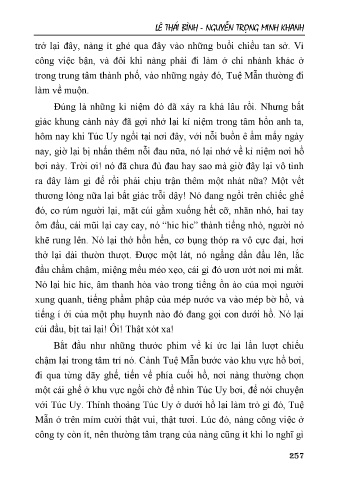 LÊ THÁI BÌNH - NGUYỄN TRỌNG MINH KHANH
trở lại đây, nàng ít ghé qua đây vào những buổi chiều tan sở. Vì
công việc bận, và đôi khi nàng phải đi làm ở chi nhánh khác ở
trong trung tâm thành phố, vào những ngày đó, Tuệ Mẫn thường đi
làm về muộn.
Đúng là những kỉ niệm đó đã xảy ra khá lâu rồi. Nhưng bất
giác khung cảnh này đã gợi nhớ lại kỉ niệm trong tâm hồn anh ta,
hôm nay khi Túc Uy ngồi tại nơi đây, với nỗi buồn ê ẩm mấy ngày
nay, giờ lại bị nhấn thêm nỗi đau nữa, nó lại nhớ về kỉ niệm nơi hồ
bơi này. Trời ơi! nó đã chưa đủ đau hay sao mà giờ đây lại vô tình
ra đây làm gì để rồi phải chịu trận thêm một nhát nữa? Một vết
thương lòng nữa lại bất giác trỗi dậy! Nó đang ngồi trên chiếc ghế
đó, co rúm người lại, mặt cúi gằm xuống hết cỡ, nhăn nhó, hai tay
ôm đầu, cái mũi lại cay cay, nó “hic hic” thành tiếng nhỏ, người nó
khẽ rung lên. Nó lại thở hổn hển, cơ bụng thóp ra vô cực đại, hơi
thở lại dài thườn thượt. Được một lát, nó ngẩng dần đầu lên, lắc
đầu chầm chậm, miệng mếu méo xẹo, cái gì đó ươn ướt nơi mi mắt.
Nó lại hic hic, âm thanh hòa vào trong tiếng ồn ào của mọi người
xung quanh, tiếng phầm phập của mép nước va vào mép bờ hồ, và
tiếng í ới của một phụ huynh nào đó đang gọi con dưới hồ. Nó lại
cúi đầu, bịt tai lại! Ôi! Thật xót xa!
Bắt đầu như những thước phim về kí ức lại lần lượt chiếu
chậm lại trong tâm trí nó. Cảnh Tuệ Mẫn bước vào khu vực hồ bơi,
đi qua từng dãy ghế, tiến về phía cuối hồ, nơi nàng thường chọn
một cái ghế ở khu vực ngồi chờ để nhìn Túc Uy bơi, để nói chuyện
với Túc Uy. Thỉnh thoảng Túc Uy ở dưới hồ lại làm trò gì đó, Tuệ
Mẫn ở trên mỉm cười thật vui, thật tươi. Lúc đó, nàng công việc ở
công ty còn ít, nên thường tâm trạng của nàng cũng ít khi lo nghĩ gì
257